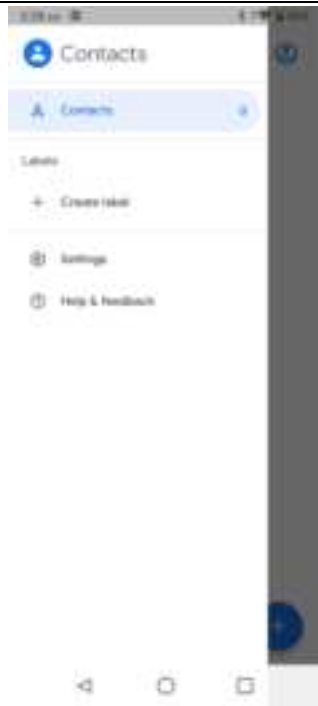 Contacts
Contacts
Labels
Create label
Settings
Help & feedback